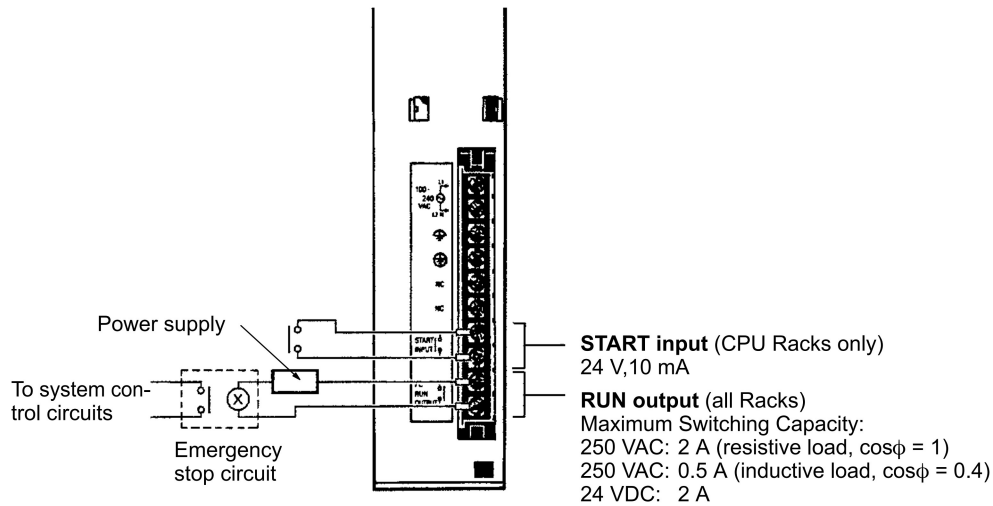 100 -
240
VAC
L1
L2 N
NC
NC
START
INPUT
RUN
OUTPUT
Power supply
To system con-
trol circuits
X
Emergency
stop circuit
START input (CPU Racks only)
24 V,10 mA
RUN output (all Racks)
Maximum Switching Capacity:
250 VAC: 2 A (resistive load, cosϕ = 1)
250 VAC: 0.5 A (inductive load, cosϕ = 0.4)
24 VDC: 2 A